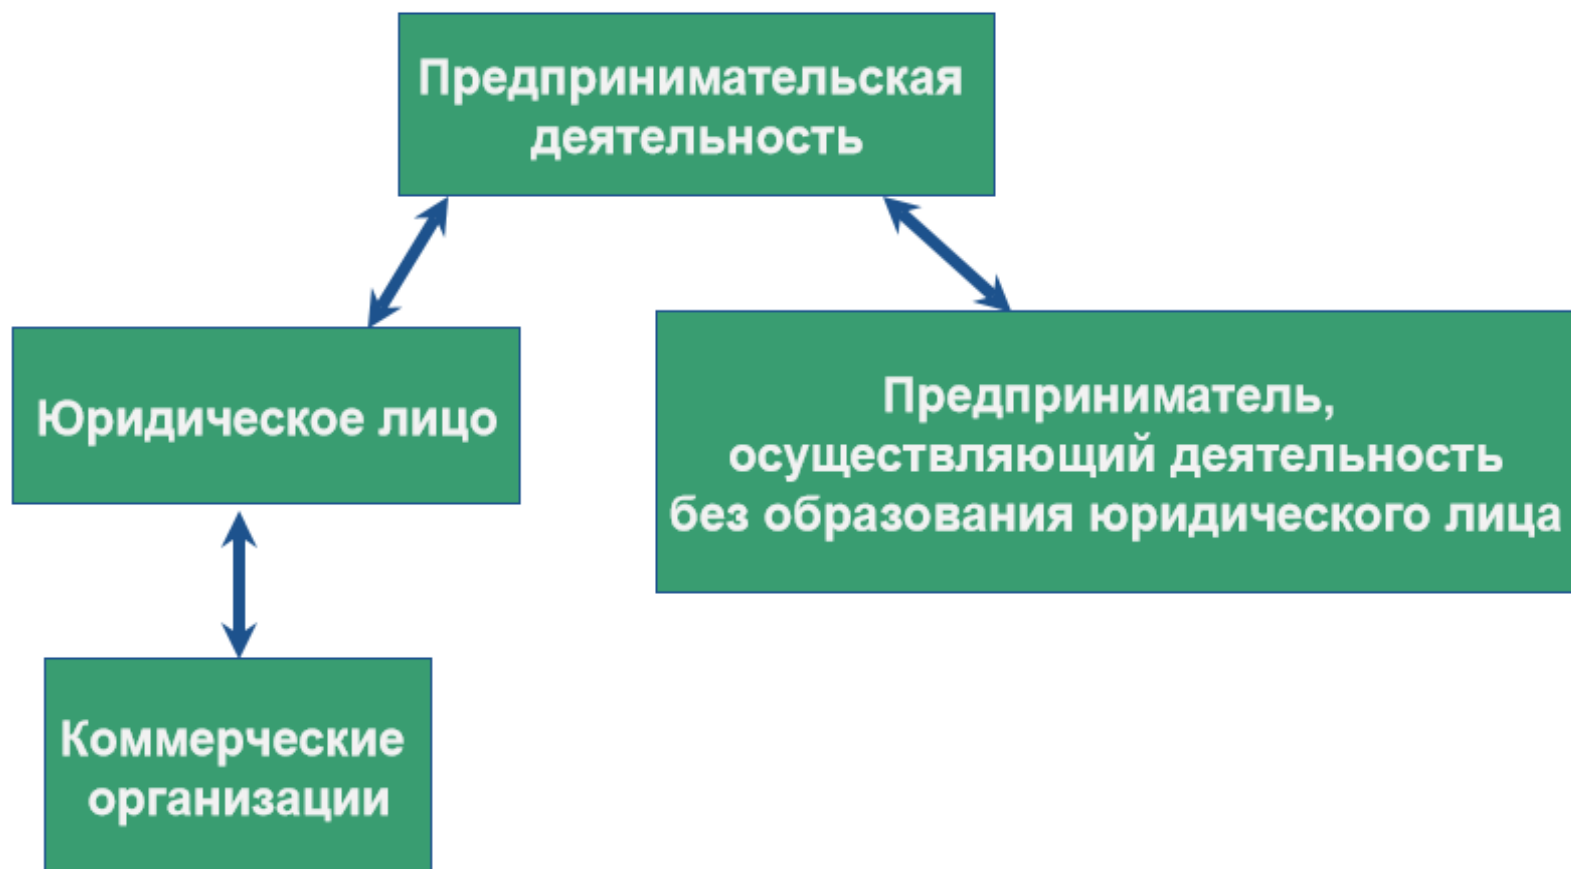 Предпринимательская
деятельность
Юридическое лицо
Предприниматель,
осуществляющий деятельность
без образования юридического лица
Коммерческие
организации